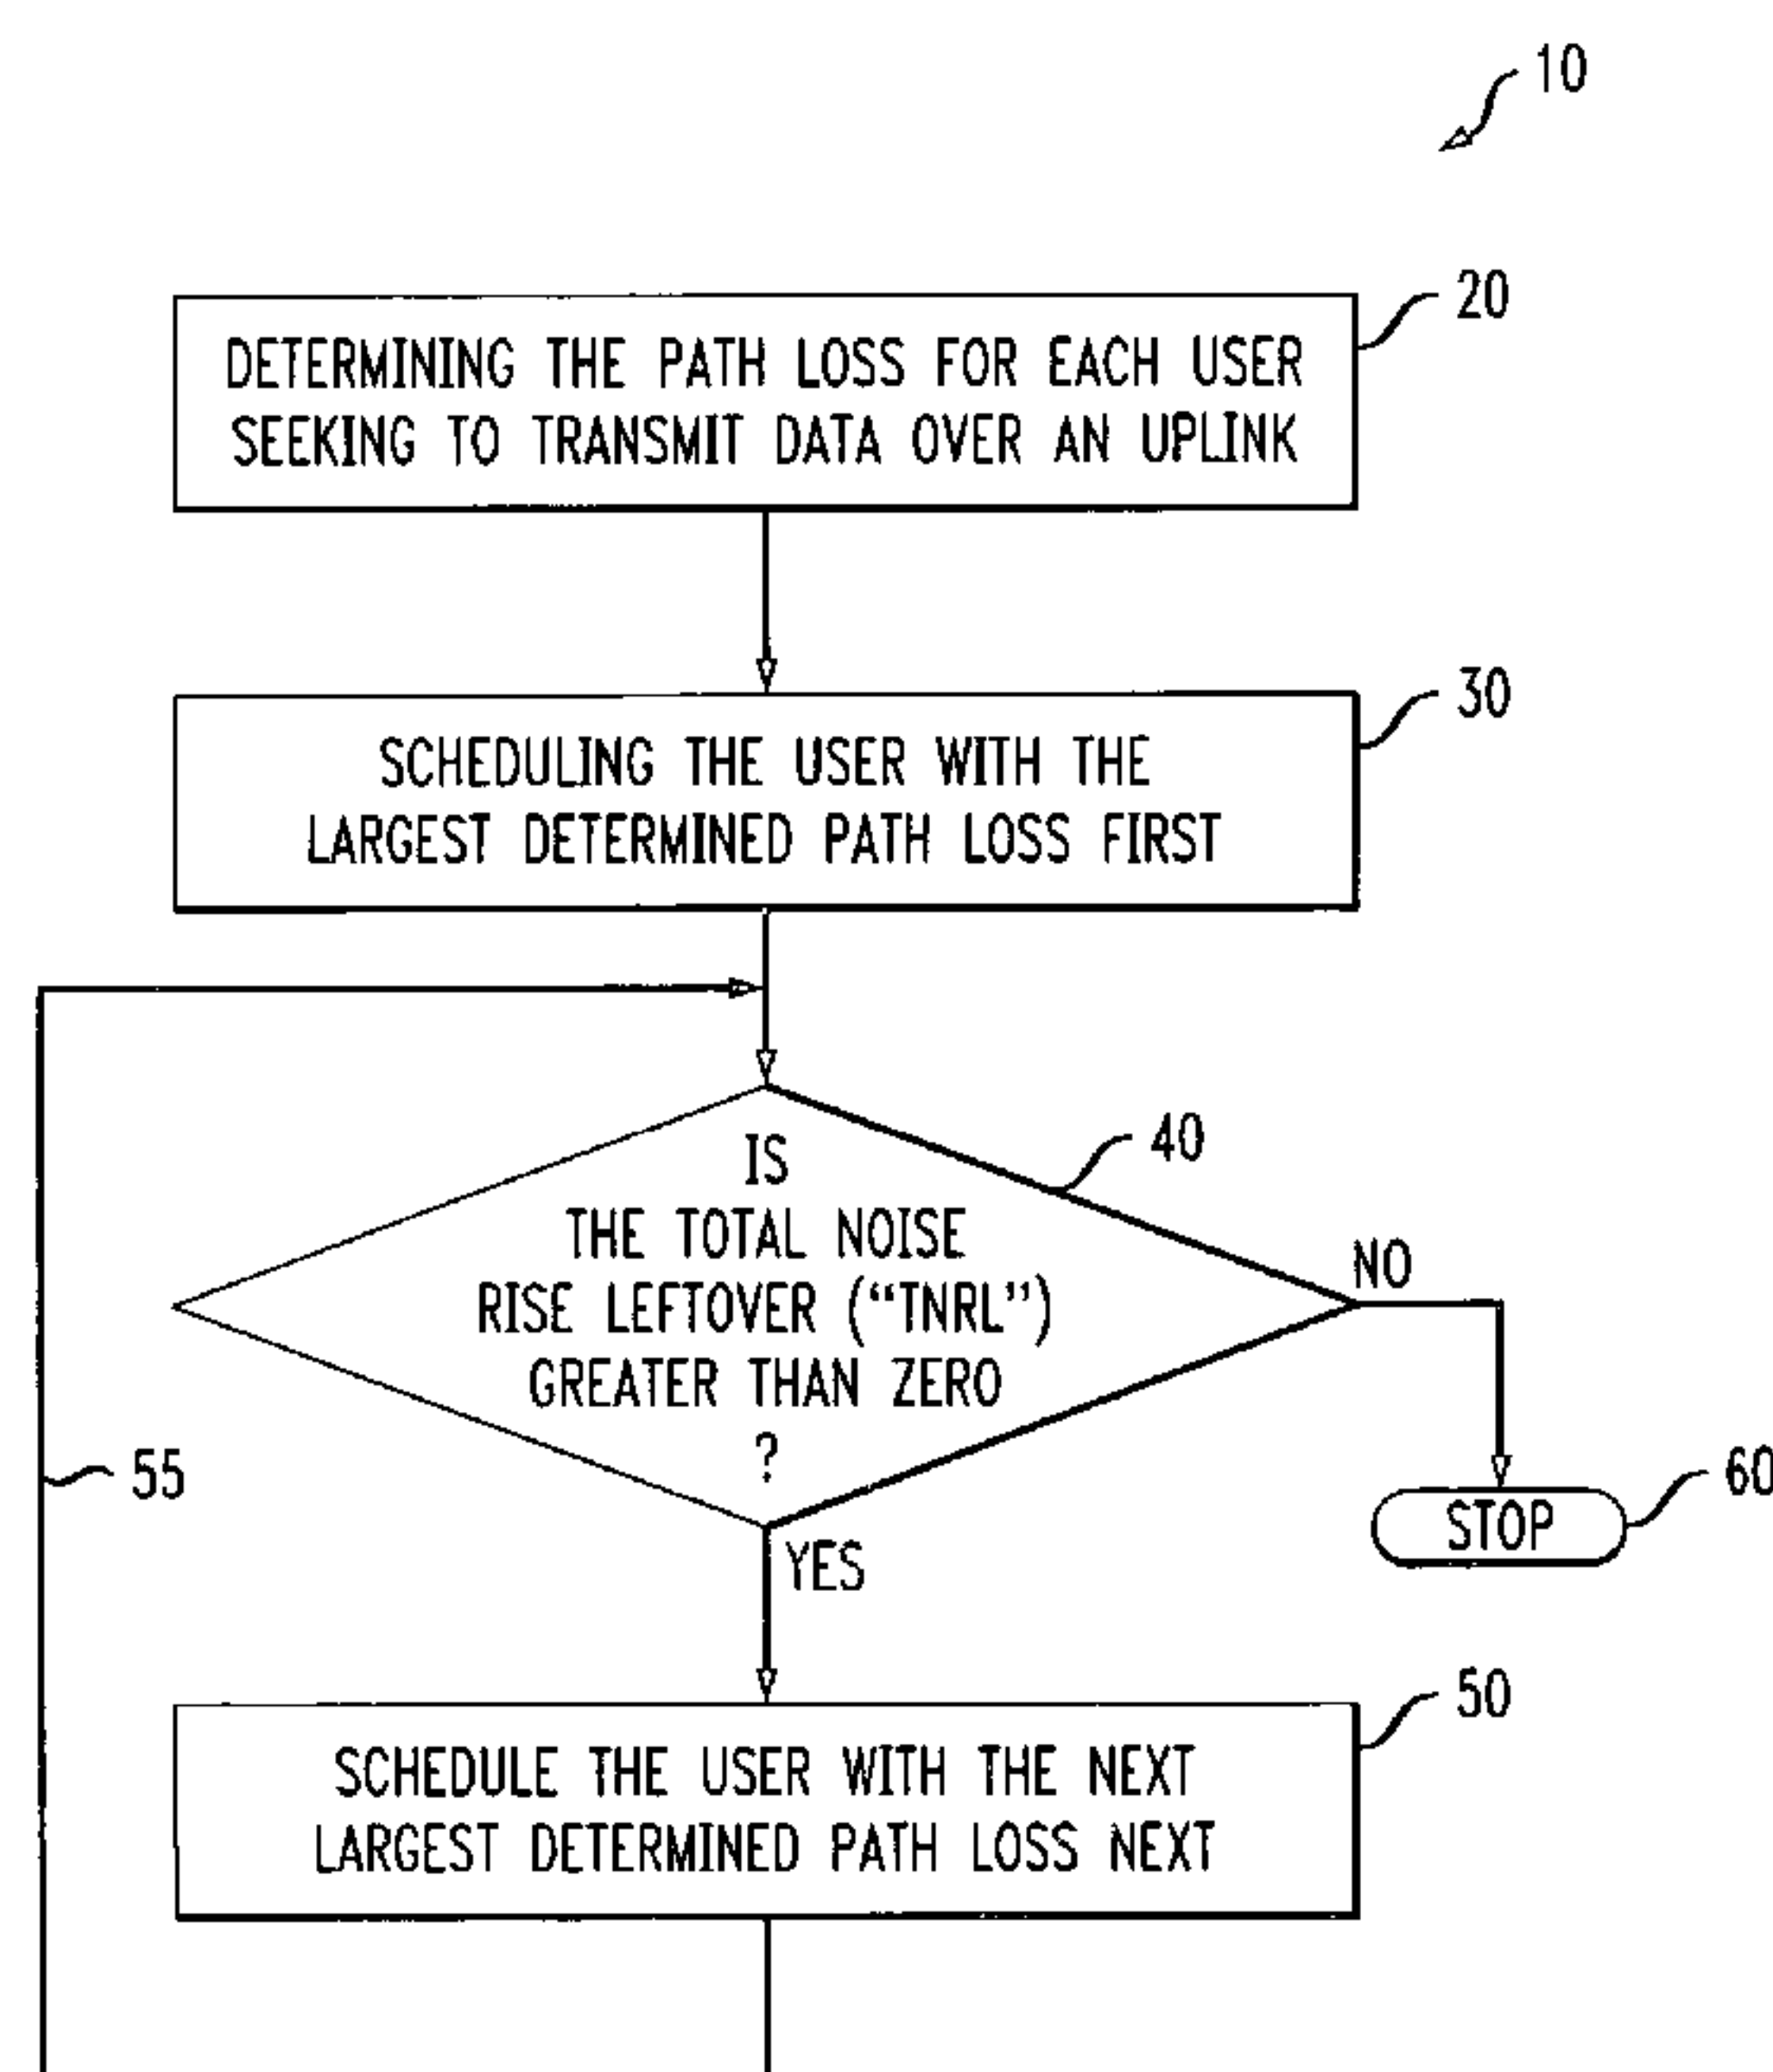 10
20
DETERMINING THE PATH LOSS FOR EACH USER
SEEKING TO TRANSMIT DATA OVER AN UPLINK
30
SCHEDULING THE USER WITH THE
LARGEST DETERMINED PATH LOSS FIRST
40
IS
THE TOTAL NOISE
RISE LEFTOVER (“TNRL”)
GREATER THAN ZERO
?
NO
55
60
STOP
YES
50
SCHEDULE THE USER WITH THE NEXT
LARGEST DETERMINED PATH LOSS NEXT